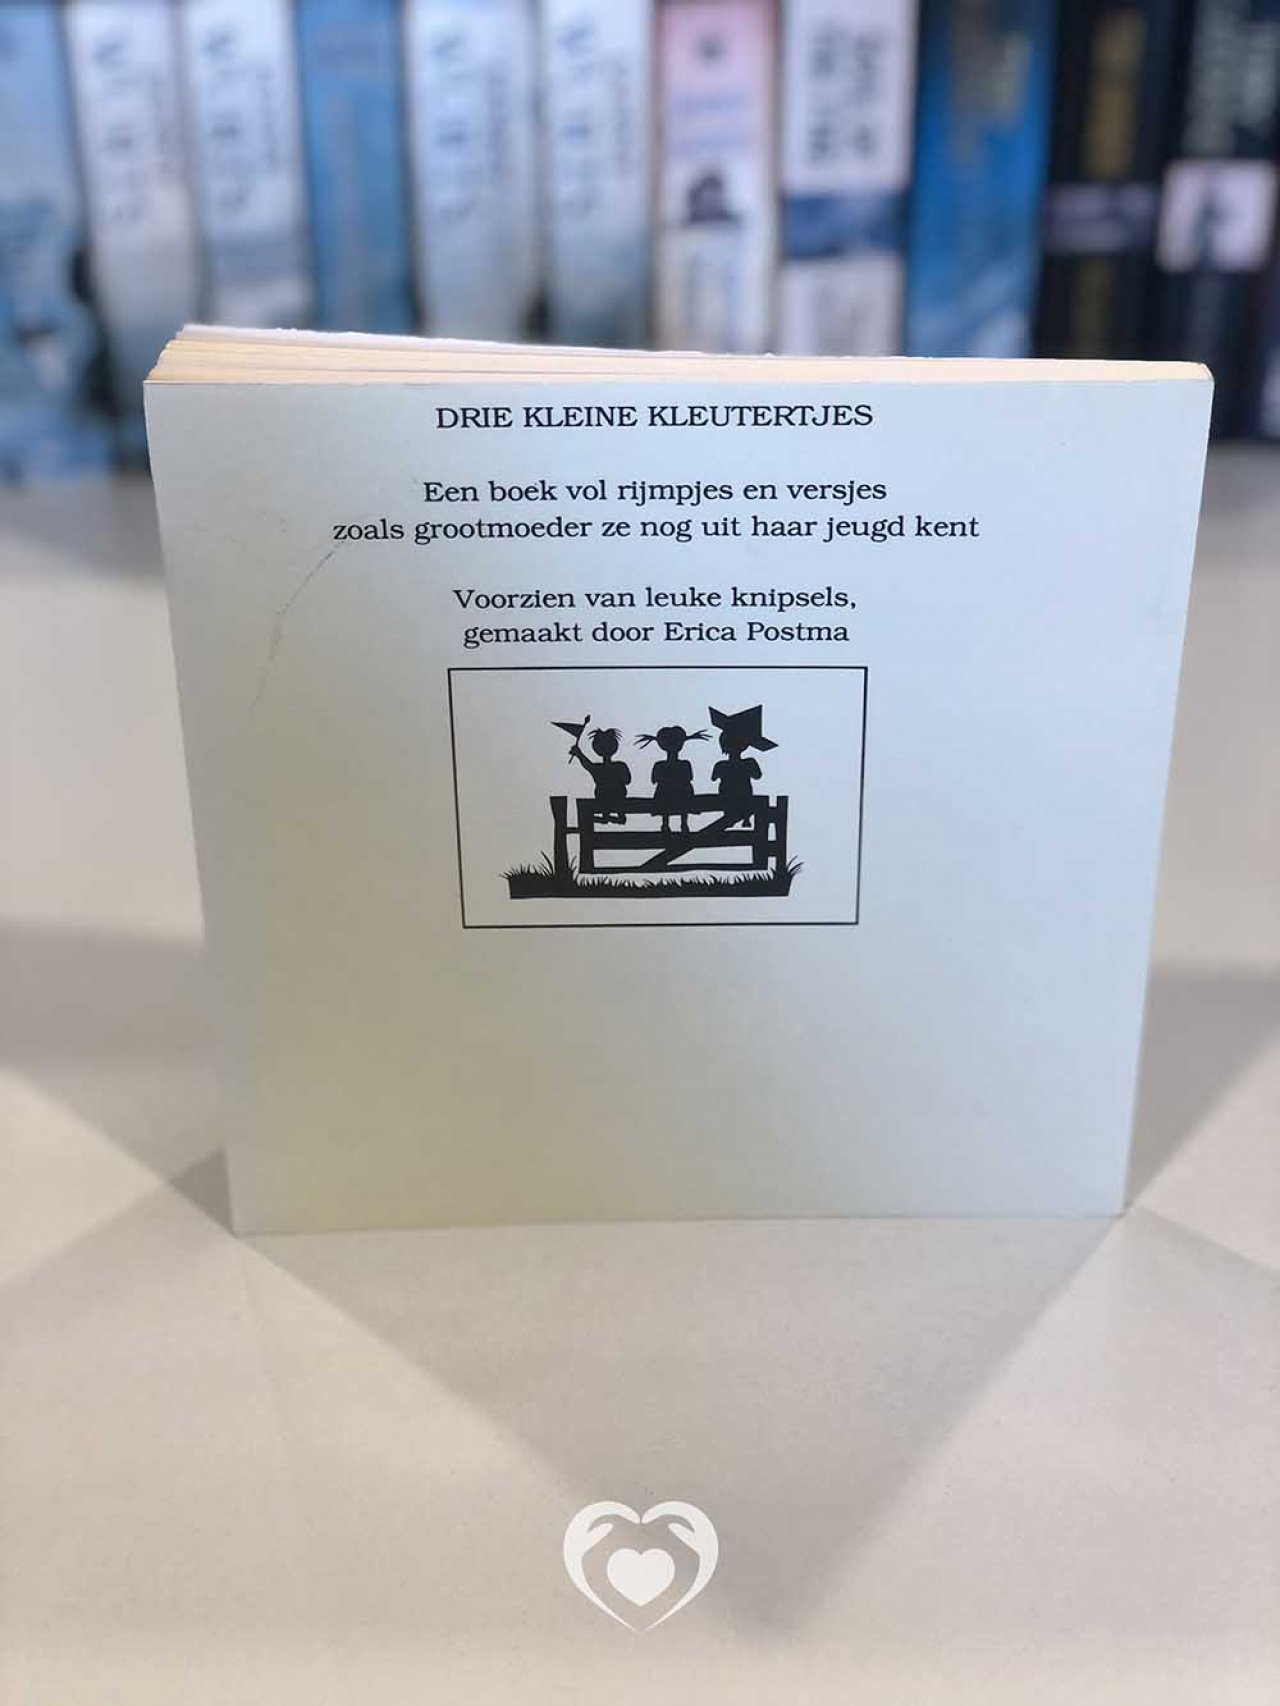 DRIE KLEINE KLEUTERTJES
Een boek vol rijmpjes en versjes
zoals grootmoeder ze nog uit haar jeugd kent
Voorzien van leuke knipsels,
gemaakt door Erica Postma